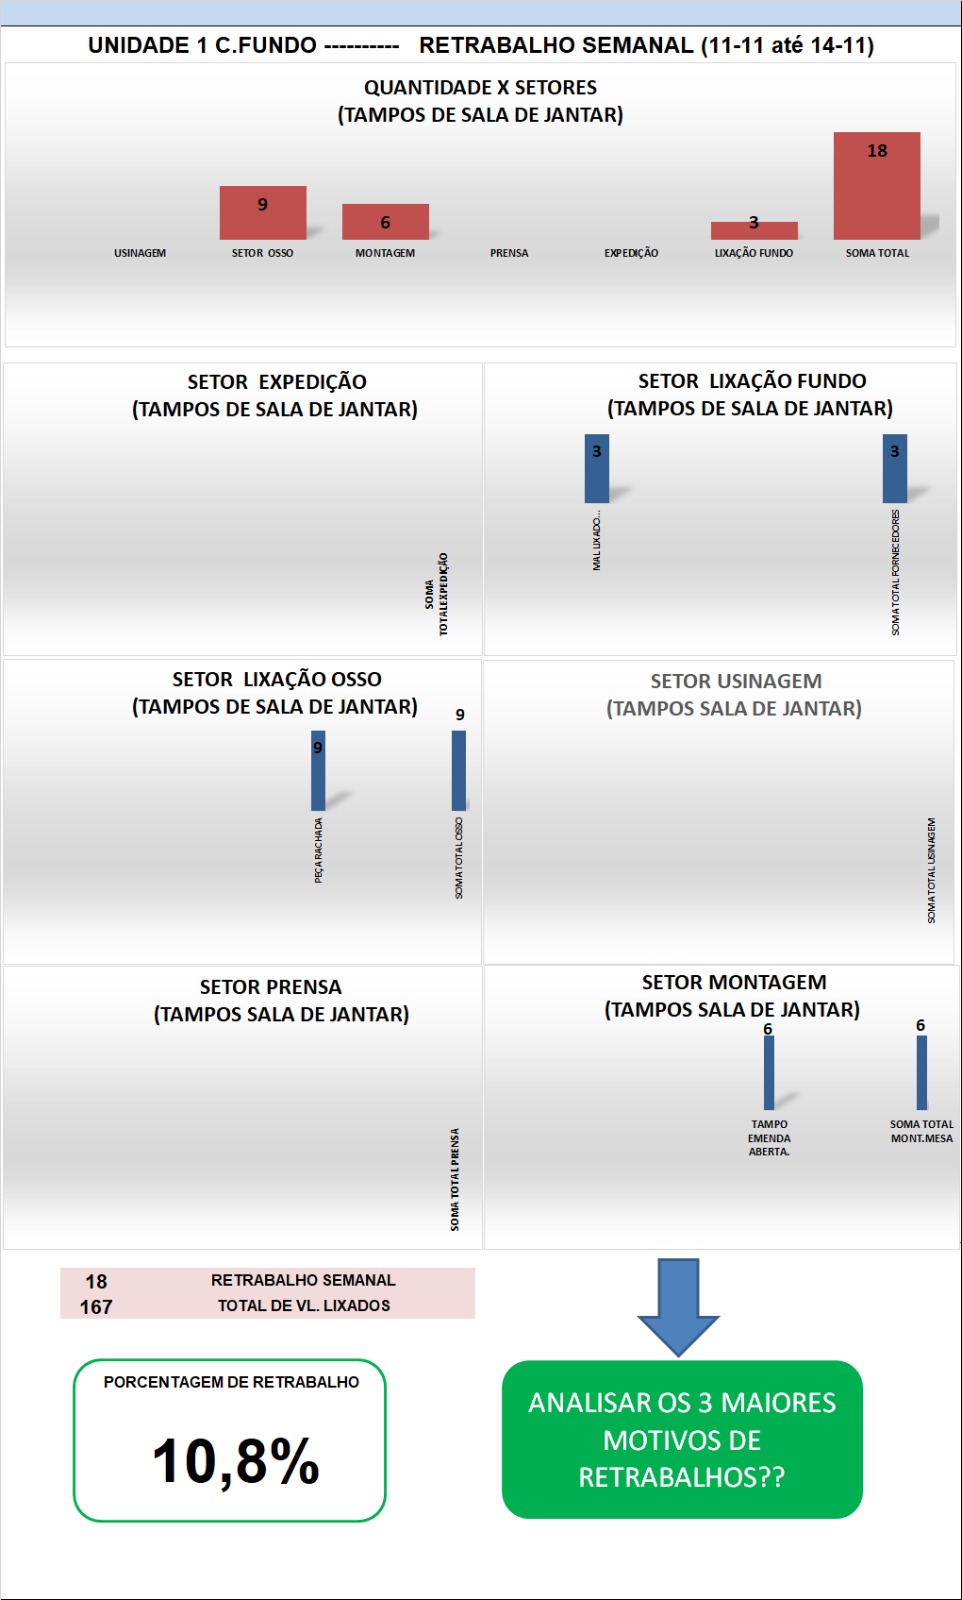 UNIDADE 1 C.FUNDO ---------- RETRABALHO SEMANAL (11-11 até 14-11)
QUANTIDADE X SETORES
(TAMPOS DE SALA DE JANTAR)
9
6
3
18
USINAGEM
SETOR OSSO
MONTAGEM
PRENSA
EXPEDIÇÃO
LIXAÇÃO FUNDO
SOMA TOTAL
SETOR EXPEDIÇÃO
(TAMPOS DE SALA DE JANTAR)
SOMA
TOTALEXPEDIÇÃO
SETOR LIXAÇÃO FUNDO
(TAMPOS DE SALA DE JANTAR)
3
3
MAL LIXADO...
SOMA TOTAL FORNECEDORES
SETOR LIXAÇÃO OSSO
(TAMPOS DE SALA DE JANTAR)
9
9
PEÇA RACHADA
SOMA TOTAL OSSO
SETOR USINAGEM
(TAMPOS SALA DE JANTAR)
SOMA TOTAL USINAGEM
SETOR PRENSA
(TAMPOS SALA DE JANTAR)
SOMA TOTAL PRENSA
SETOR MONTAGEM
(TAMPOS SALA DE JANTAR)
6
6
TAMPO
EMENDA
ABERTA.
SOMA TOTAL
MONT.MESA
18 RETRABALHO SEMANAL
167 TOTAL DE VL. LIXADOS
PORCENTAGEM DE RETRABALHO
10,8%
ANALISAR OS 3 MAIORES
MOTIVOS DE
RETRABALHOS??